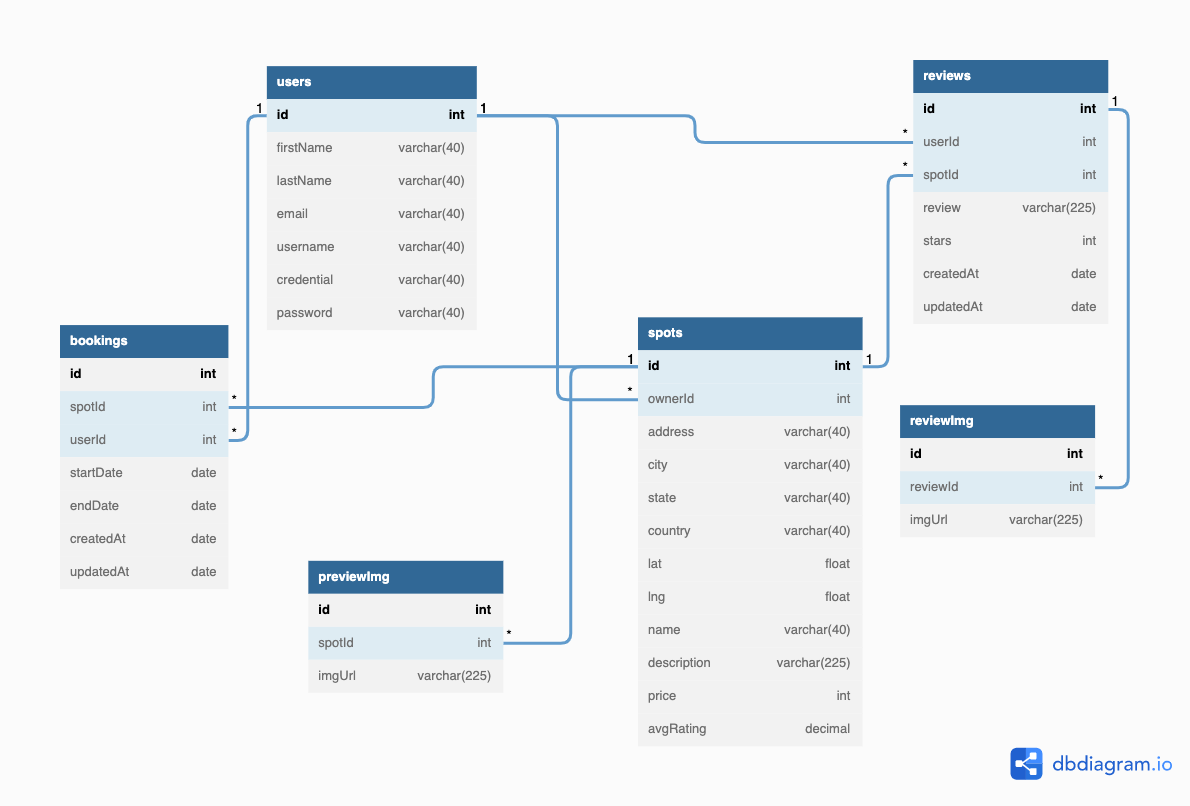 users
1 id int 1
firstName varchar(40)
lastName varchar(40)
email varchar(40)
username varchar(40)
credential varchar(40)
password varchar(40)
reviews
id int 1
* userId int
* spotId int
review varchar(225)
stars int
createdAt date
updatedAt date
bookings
id int
spotId int *
userId int *
startDate date
endDate date
createdAt date
updatedAt date
spots
1 id int 1
* ownerId int
address varchar(40)
city varchar(40)
state varchar(40)
country varchar(40)
lat float
lng float
name varchar(40)
description varchar(225)
price int
avgRating decimal
reviewImg
id int
reviewId int *
imgUrl varchar(225)
previewImg
id int
spotId int *
imgUrl varchar(225)
dbdiagram.io